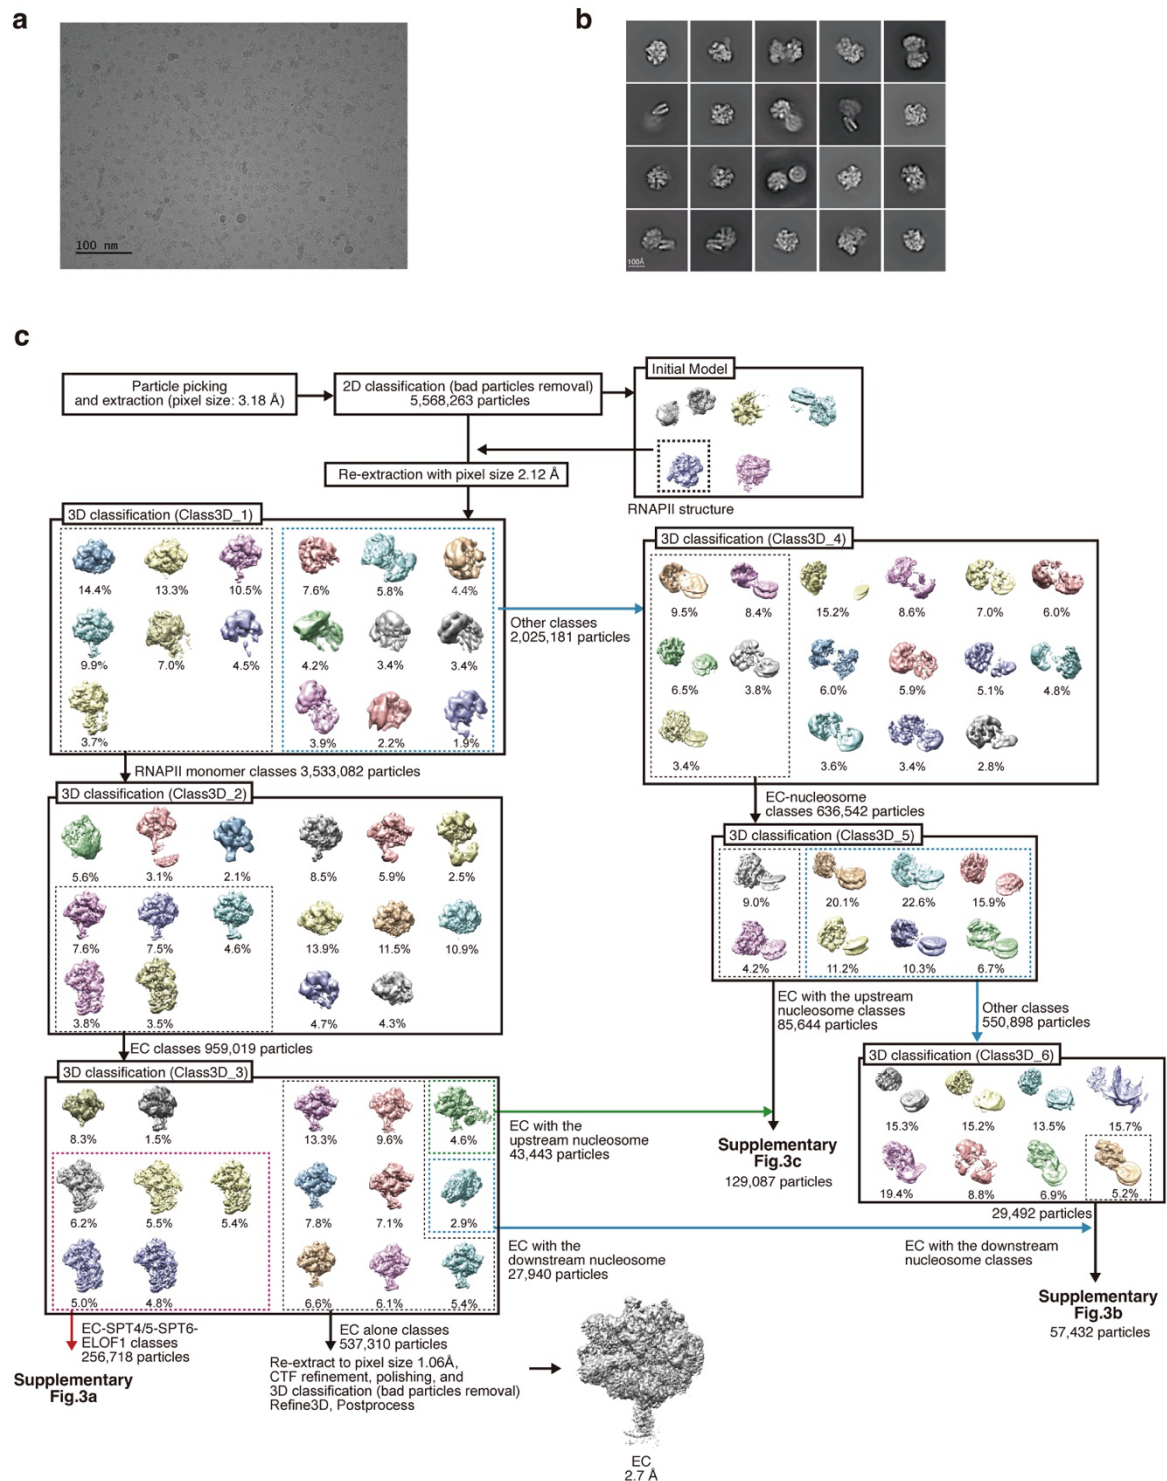 a
100 nm
b
100Å
c
Particle picking
and extraction (pixel size: 3.18 Å)
2D classification (bad particles removal)
5,568,263 particles
Initial Model
RNAPII structure
Re-extraction with pixel size 2.12 Å
3D classification (Class3D_1)
14.4% 13.3% 10.5% 7.6% 5.8% 4.4%
9.9% 7.0% 4.5% 4.2% 3.4% 3.4%
3.7% 3.9% 2.2% 1.9%
Other classes
2,025,181 particles
3D classification (Class3D_4)
9.5% 8.4% 15.2% 8.6% 7.0% 6.0%
6.5% 3.8% 6.0% 5.9% 5.1% 4.8%
3.4% 3.6% 3.4% 2.8%
RNAPII monomer classes 3,533,082 particles
3D classification (Class3D_2)
5.6% 3.1% 2.1% 8.5% 5.9% 2.5%
7.6% 7.5% 4.6% 13.9% 11.5% 10.9%
3.8% 3.5% 4.7% 4.3%
EC-nucleosome
classes 636,542 particles
3D classification (Class3D_5)
9.0% 20.1% 22.6% 15.9%
4.2% 11.2% 10.3% 6.7%
EC with the upstream
nucleosome classes
85,644 particles
Other classes
550,898 particles
EC classes 959,019 particles
3D classification (Class3D_3)
8.3% 1.5% 13.3% 9.6% 4.6%
6.2% 5.5% 5.4% 7.8% 7.1% 2.9%
5.0% 4.8% 6.6% 6.1% 5.4%
3D classification (Class3D_6)
15.3% 15.2% 13.5% 15.7%
19.4% 8.8% 6.9% 5.2%
EC with the
upstream nucleosome
43,443 particles
Supplementary
Fig.3c
129,087 particles
29,492 particles
EC with the
downstream nucleosome
27,940 particles
EC with the downstream
nucleosome classes
Supplementary
Fig.3b
57,432 particles
EC-SPT4/5-SPT6-
ELOF1 classes
256,718 particles
Supplementary
Fig.3a
EC alone classes
537,310 particles
Re-extract to pixel size 1.06Å,
CTF refinement, polishing, and
3D classification (bad particles removal)
Refine3D, Postprocess
EC
2.7 Å